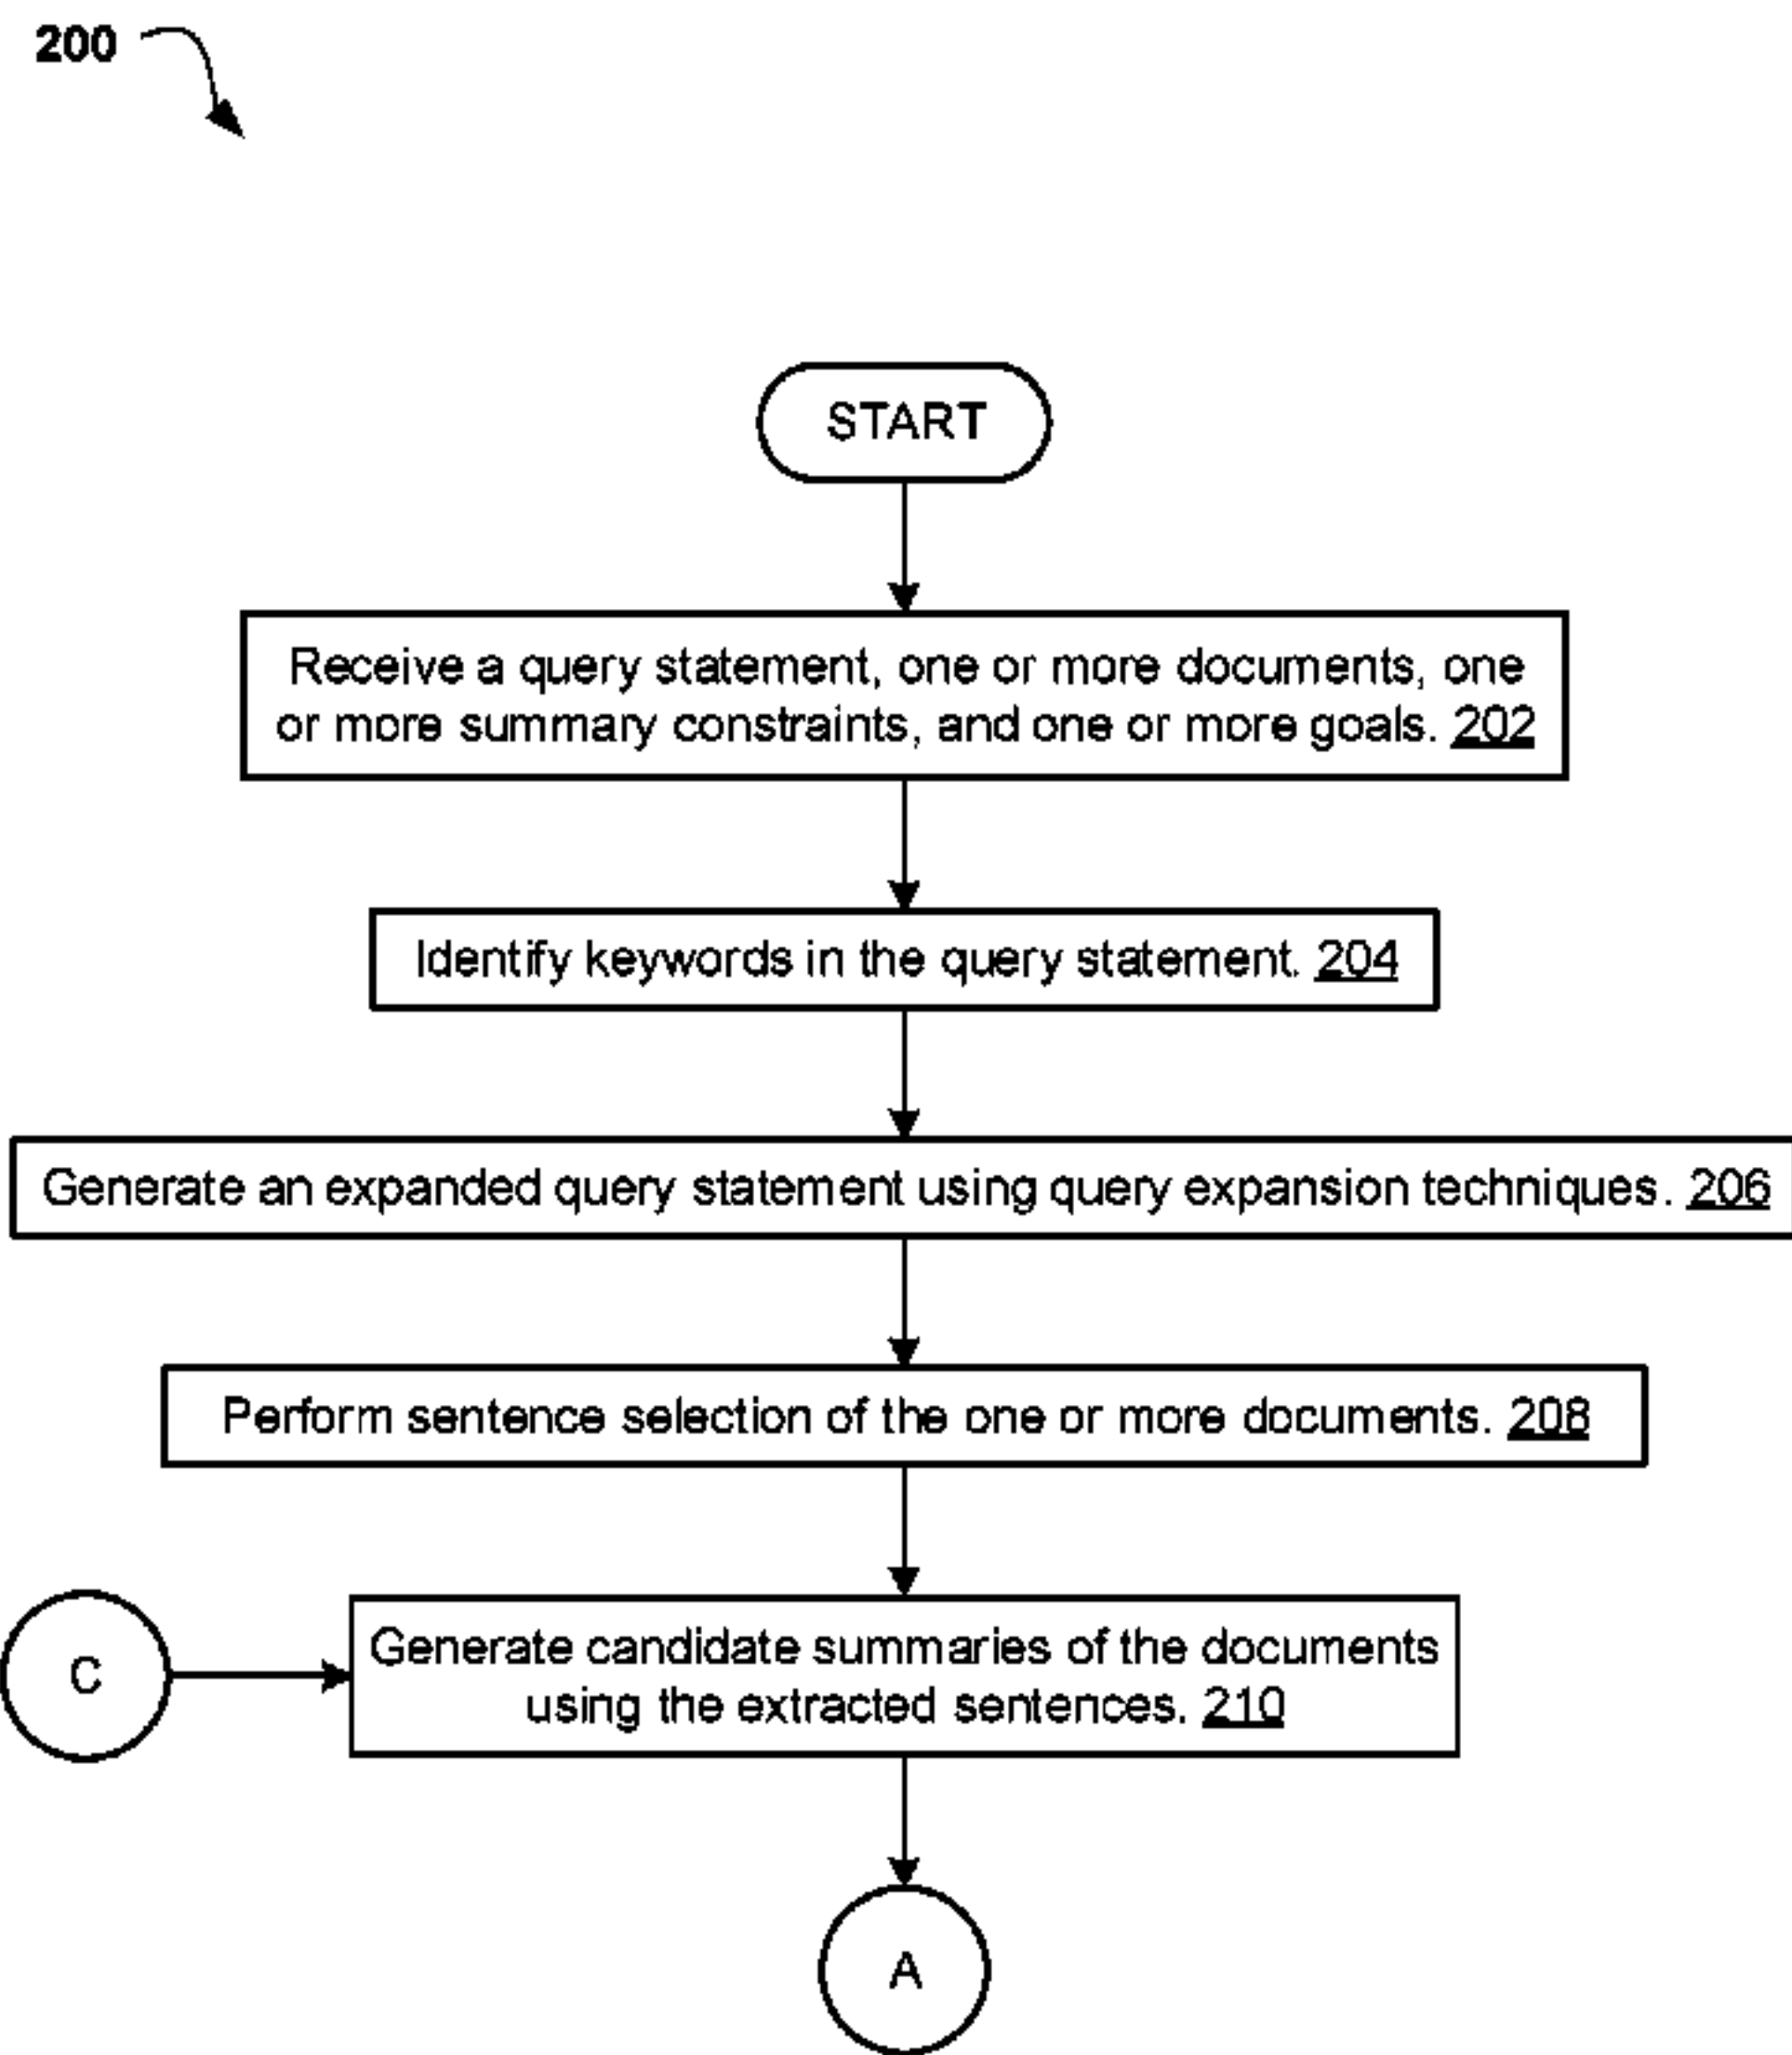 200
START
Receive a query statement, one or more documents, one
or more summary constraints, and one or more goals. 202
Identify keywords in the query statement. 204
Generate an expanded query statement using query expansion techniques. 206
Perform sentence selection of the one or more documents. 208
C
Generate candidate summaries of the documents
using the extracted sentences. 210
A